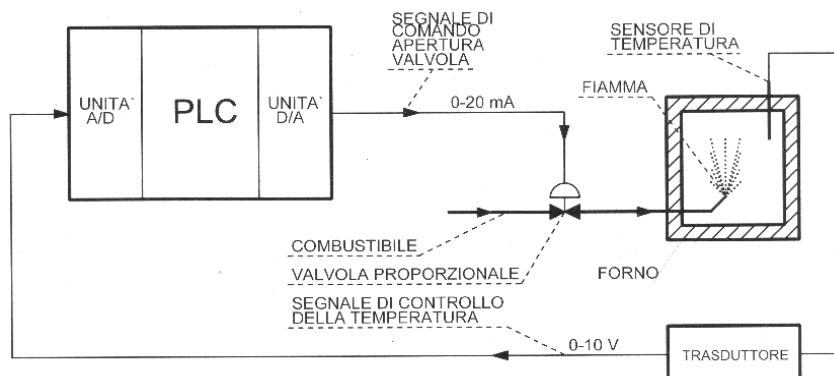 SEGNALE DI
COMANDO
APERTURA
VALVOLA
SENSORE DI
TEMPERATURA
FIAMMA
UNITA`
A/D
PLC
UNITA`
D/A
0-20 mA
COMBUSTIBILE
VALVOLA PROPORZIONALE
FORNO
SEGNALE DI CONTROLLO
DELLA TEMPERATURA
0-10 V
TRASDUTTORE